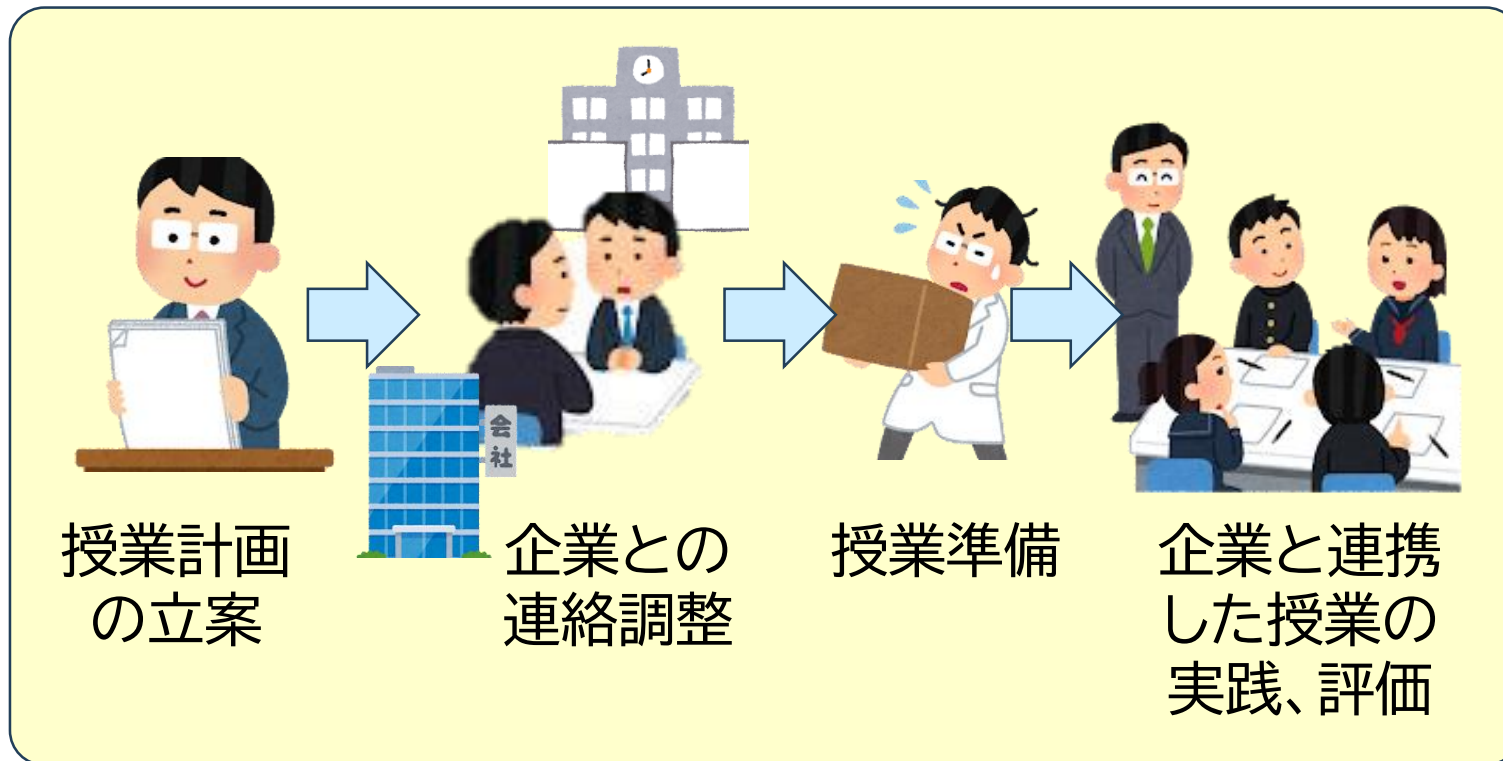 会
社
授業計画
の立案
企業との
連絡調整
授業準備
企業と連携
した授業の
実践、評価